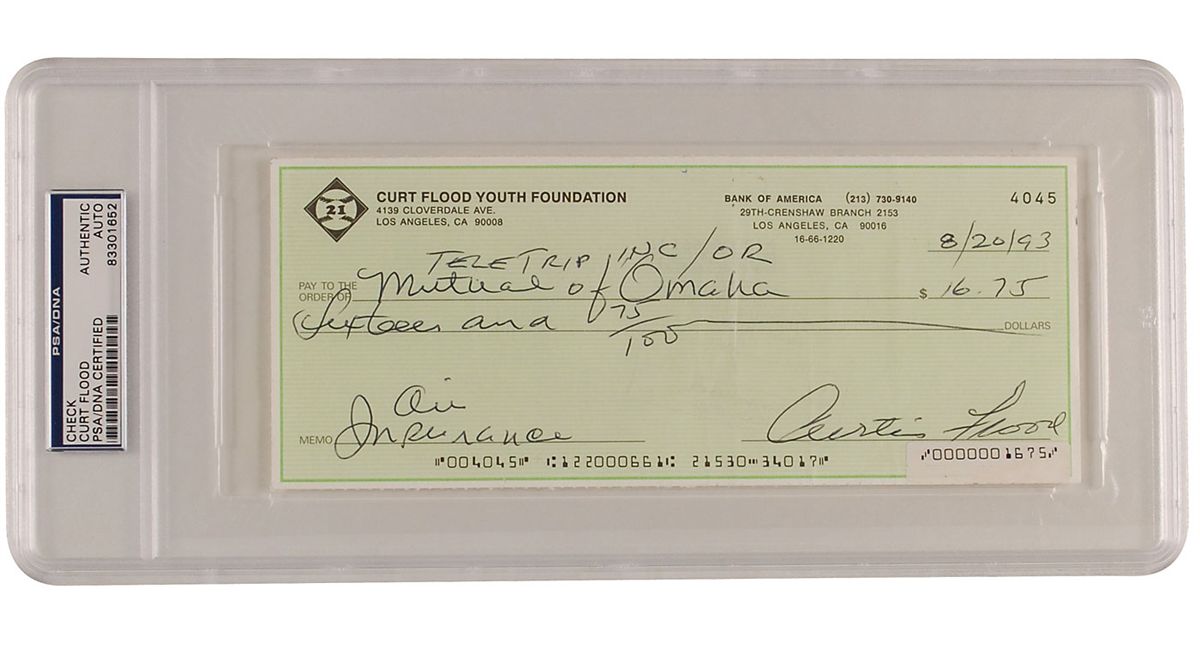 PSA/DNA
CHECK
CURT FLOOD
PSA/DNA CERTIFIED
AUTHENTIC
AUTO
83301652
21
CURT FLOOD YOUTH FOUNDATION
4139 CLOVERDALE AVE.
LOS ANGELES, CA 90008
BANK OF AMERICA (213) 730-9140
29TH-CRENSHAW BRANCH 2153
LOS ANGELES, CA 90016
16-66-1220
4045
8/20/93
TELETRIP INC/OR
PAY TO THE
ORDER OF Mutual of Omaha $ 16.75
Sixteen and 75/100 DOLLARS
Air
MEMO Insurance Curtis Flood
⑈004045⑈ ⑆122000661⑆ 21530⑉34017⑈ ⑈0000001675⑈